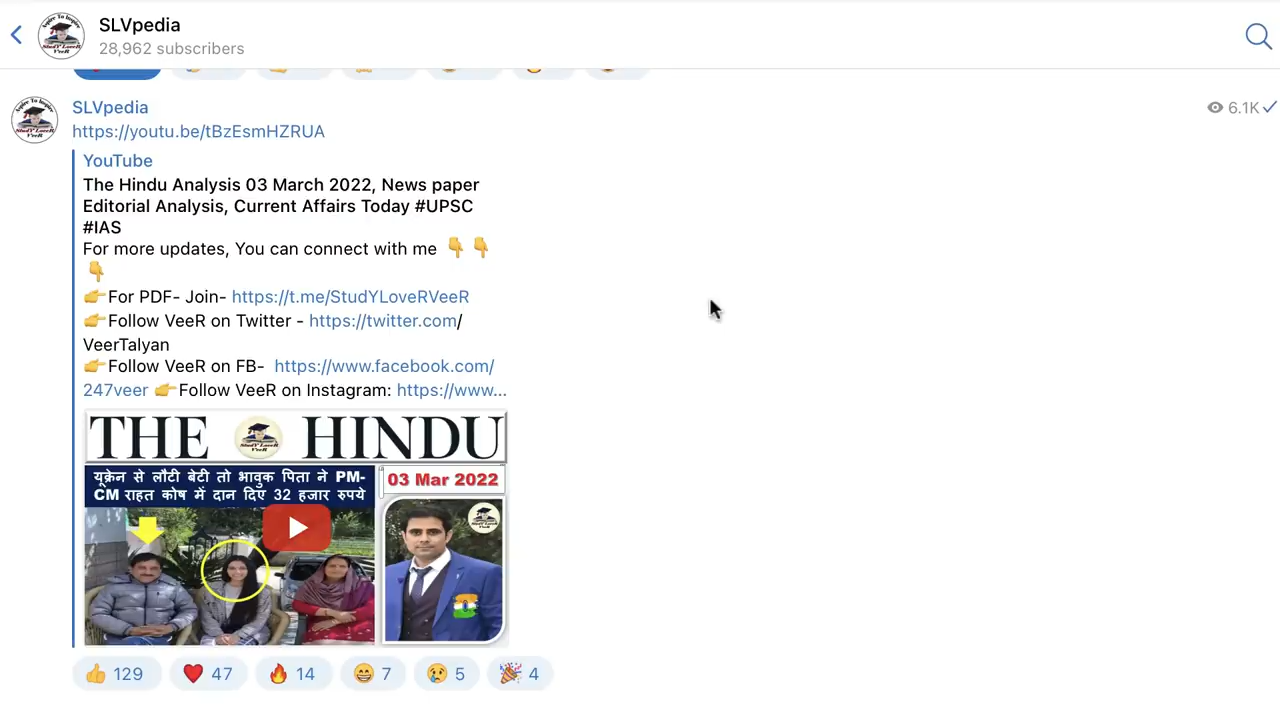 SLVpedia
28,962 subscribers
SLVpedia
6.1K
https://youtu.be/tBzEsmHZRUA
YouTube
The Hindu Analysis 03 March 2022, News paper
Editorial Analysis, Current Affairs Today #UPSC
#IAS
For more updates, You can connect with me 👇 👇
👇
👉For PDF- Join- https://t.me/StudYLoveRVeeR
👉Follow VeeR on Twitter - https://twitter.com/
VeerTalyan
👉Follow VeeR on FB-  https://www.facebook.com/
247veer 👉Follow VeeR on Instagram: https://www...
THE HINDU
यूक्रेन से लौटी बेटी तो भावुक पिता ने PM-
CM राहत कोष में दान दिए 32 हजार रुपये
03 Mar 2022
👍 129 ❤️ 47 🔥 14 😁 7 😢 5 🎉 4